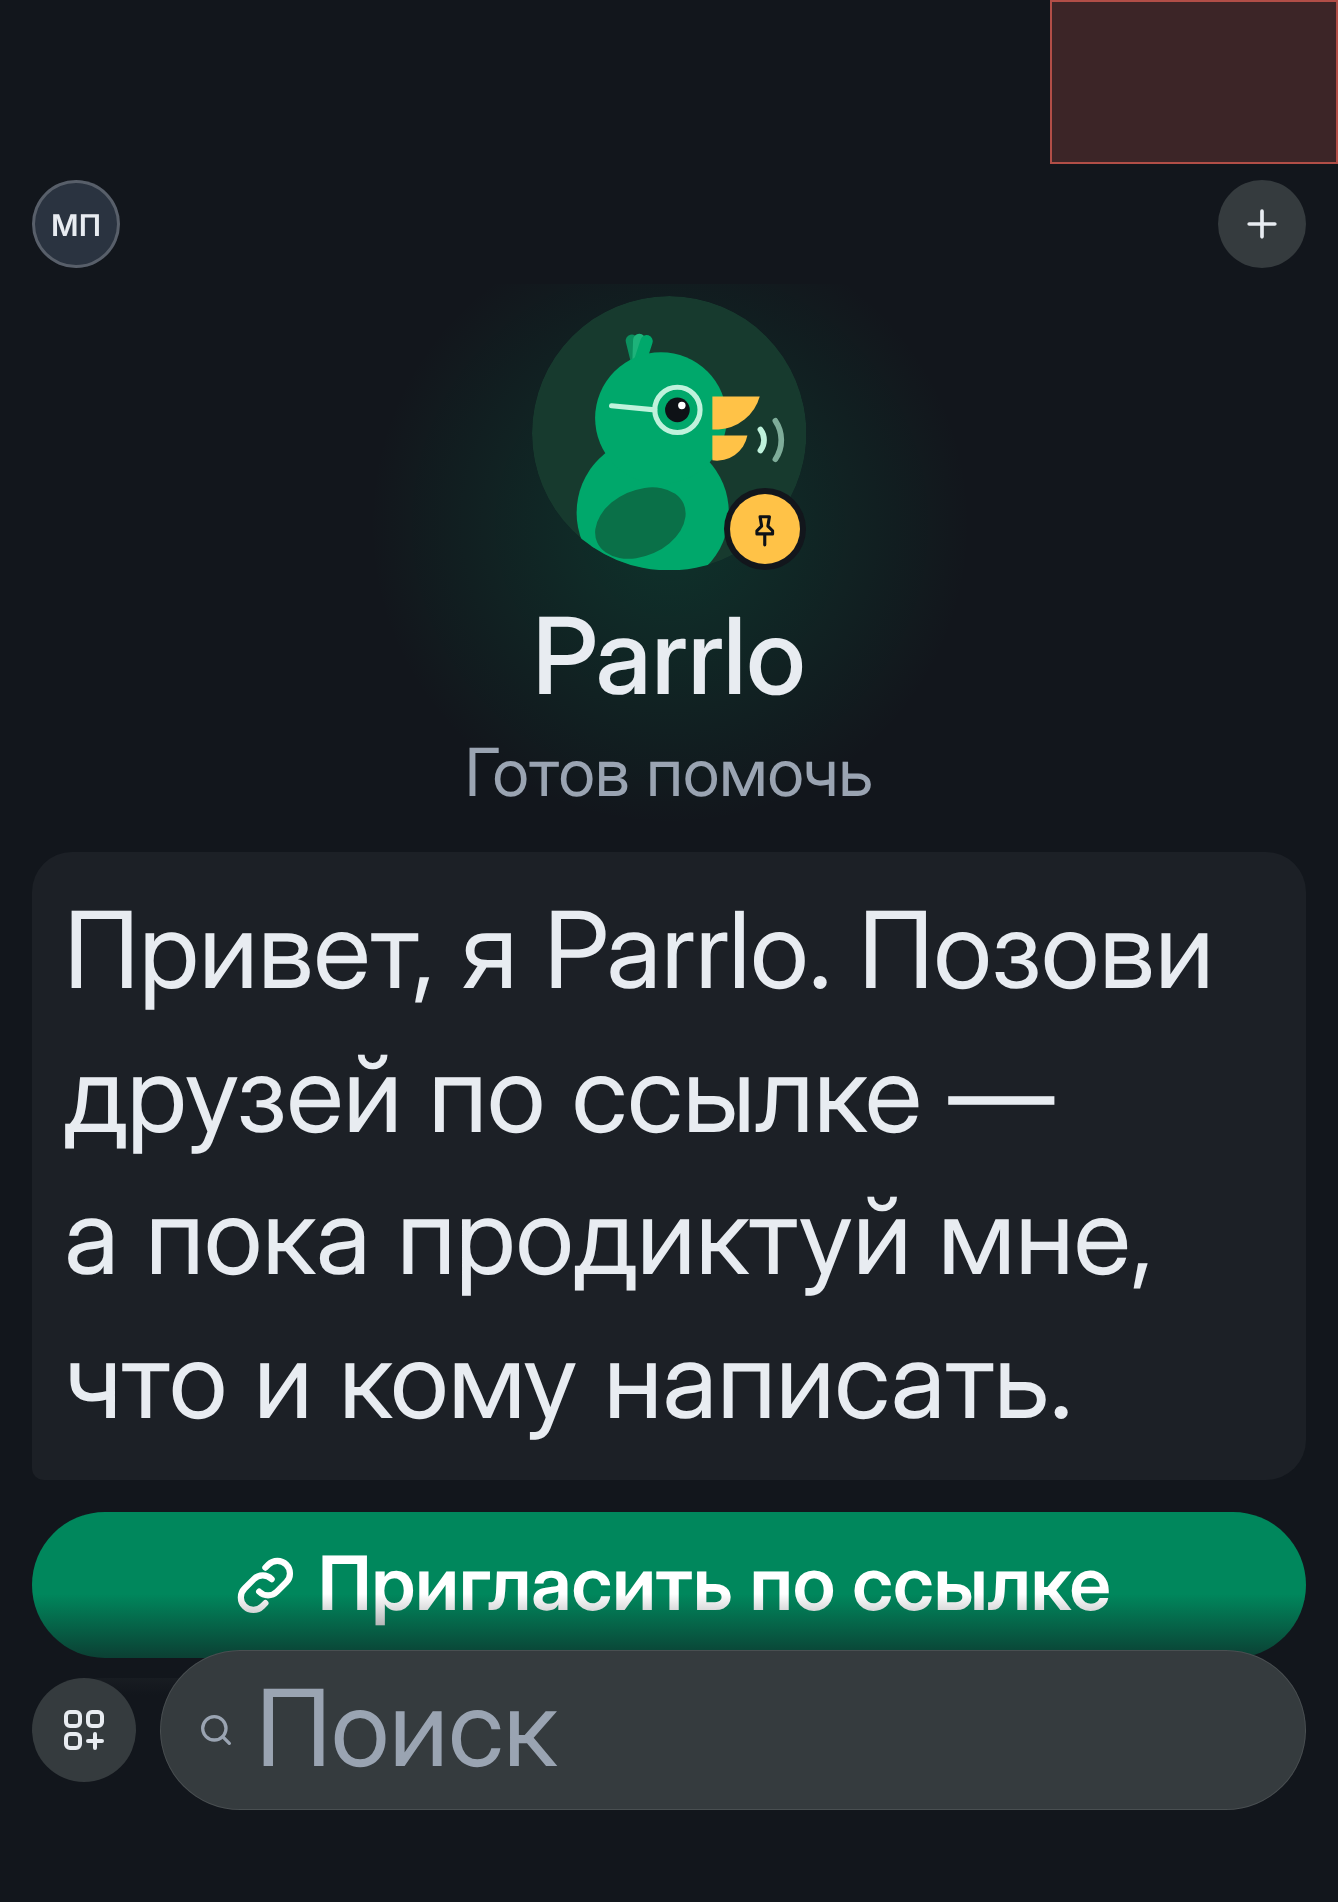 МП
Parrlo
Готов помочь
Привет, я Parrlo. Позови
друзей по ссылке —
а пока продиктуй мне,
что и кому написать.
Пригласить по ссылке
Поиск